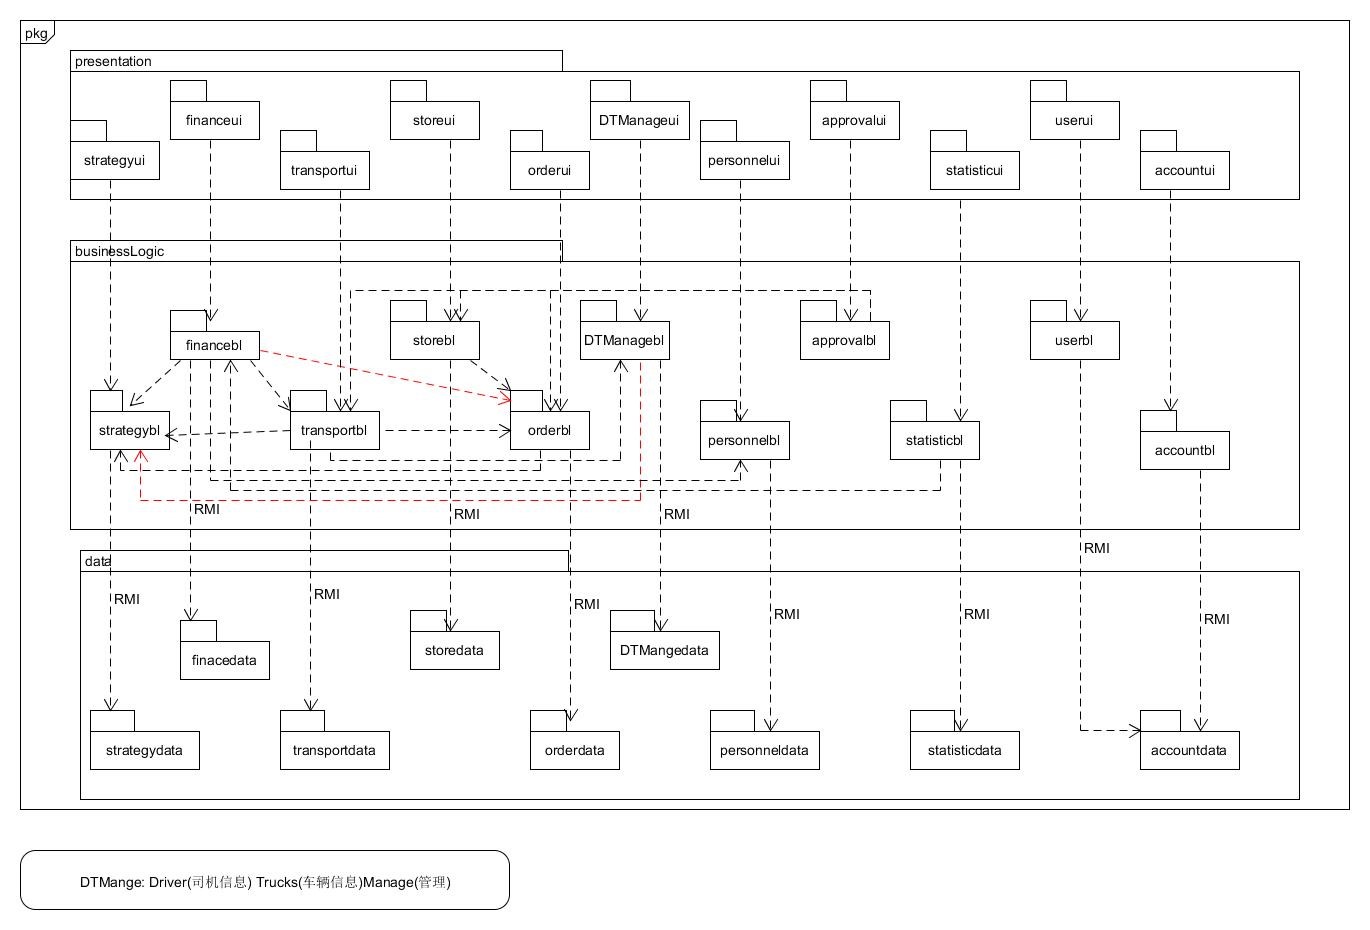 pkg
presentation
financeui
storeui
DTManageui
approvalui
userui
strategyui
transportui
orderui
personnelui
statisticui
accountui
businessLogic
financebl
storebl
DTManagebl
approvalbl
userbl
strategybl
transportbl
orderbl
personnelbl
statisticbl
accountbl
RMI
RMI
RMI
RMI
data
RMI
RMI
RMI
RMI
RMI
RMI
finacedata
storedata
DTMangedata
strategydata
transportdata
orderdata
personneldata
statisticdata
accountdata
DTMange: Driver(司机信息) Trucks(车辆信息)Manage(管理)